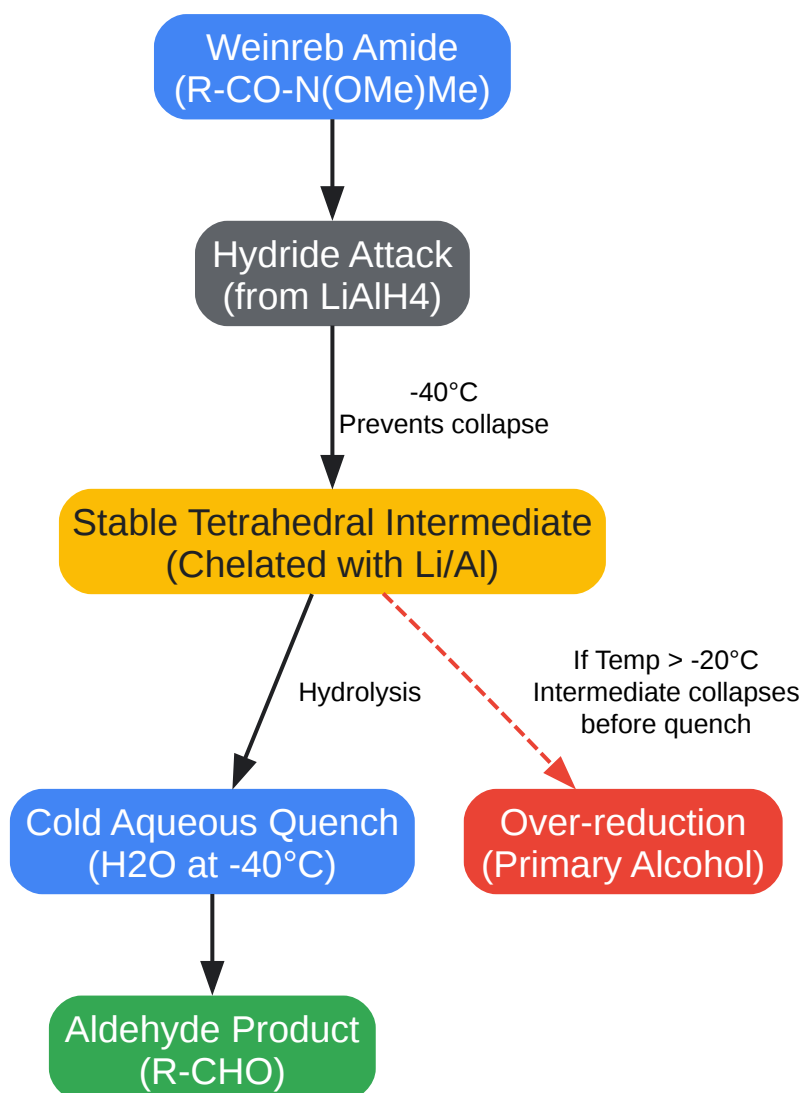 Weinreb Amide
(R-CO-N(OMe)Me)
Hydride Attack
(from LiAlH4)
-40°C
Prevents collapse
Stable Tetrahedral Intermediate
(Chelated with Li/Al)
Hydrolysis
If Temp > -20°C
Intermediate collapses
before quench
Cold Aqueous Quench
(H2O at -40°C)
Over-reduction
(Primary Alcohol)
Aldehyde Product
(R-CHO)